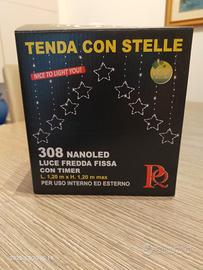 TENDA CON STELLE
NICE TO LIGHT YOU!
308 NANOLED
LUCE FREDDA FISSA
CON TIMER
L. 1,20 m x H. 1,20 m max
PER USO INTERNO ED ESTERNO